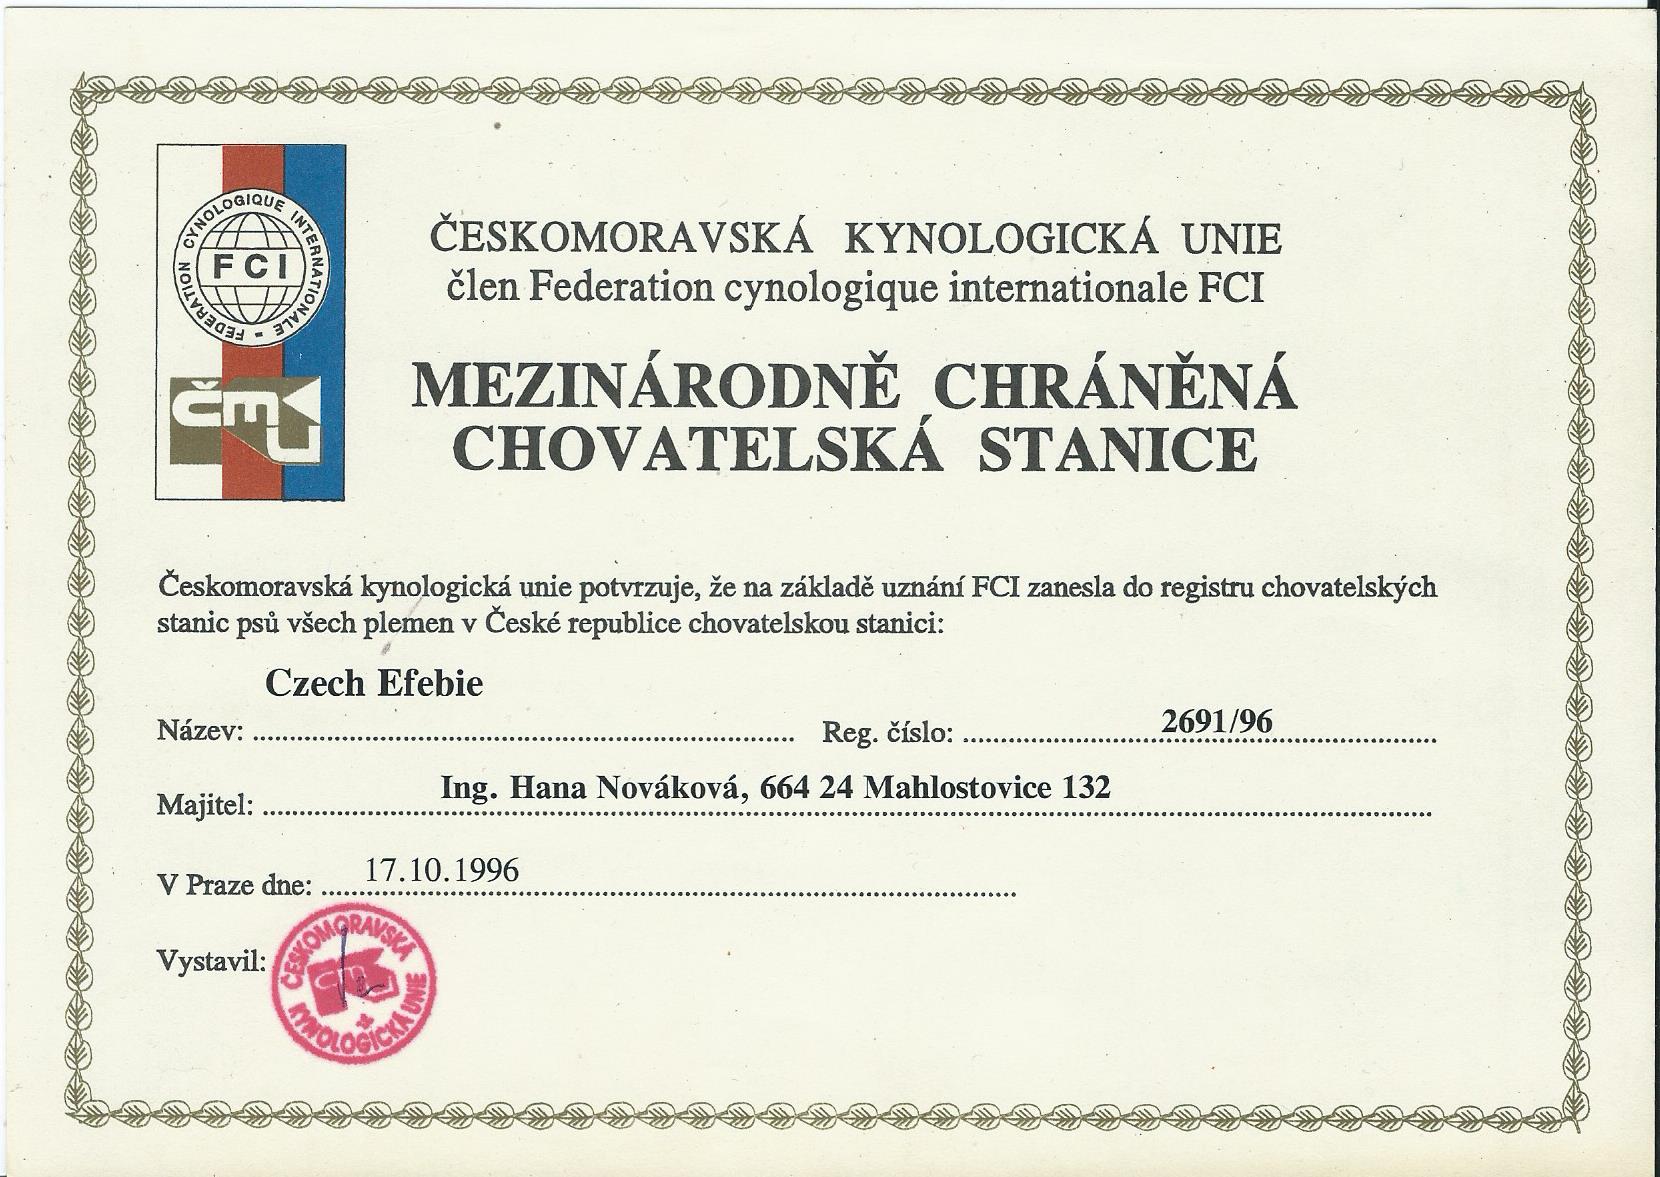 FEDERATION CYNOLOGIQUE INTERNATIONALE -
FCI
ČMKU
ČESKOMORAVSKÁ KYNOLOGICKÁ UNIE
člen Federation cynologique internationale FCI
MEZINÁRODNĚ CHRÁNĚNÁ
CHOVATELSKÁ STANICE
Českomoravská kynologická unie potvrzuje, že na základě uznání FCI zanesla do registru chovatelských
stanic psů všech plemen v České republice chovatelskou stanici:
Czech Efebie
Název: Reg. číslo: 2691/96
Majitel: Ing. Hana Nováková, 664 24 Mahlostovice 132
V Praze dne: 17.10.1996
Vystavil:
ČESKOMORAVSKÁ
KYNOLOGICKÁ UNIE
čmku